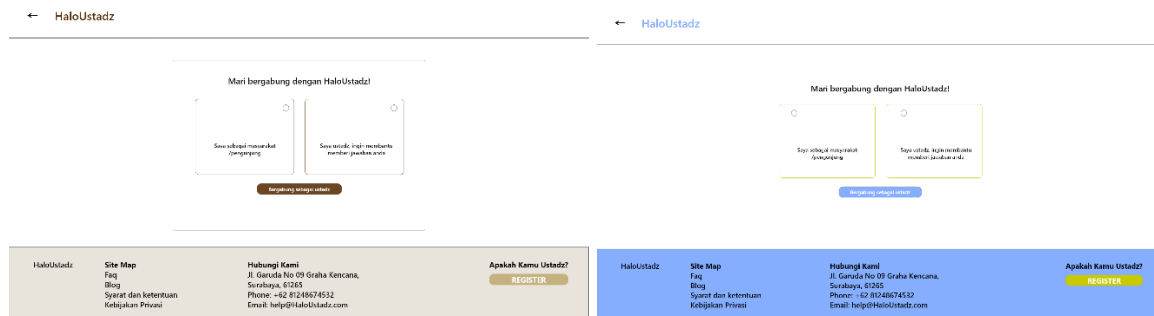 ← HaloUstadz
Mari bergabung dengan HaloUstadz!
Saya sebagai masyarakat
/pengunjung
Saya ustadz, ingin membantu
memberi jawaban anda
Bergabung sebagai ustadz
HaloUstadz
Site Map
Faq
Blog
Syarat dan ketentuan
Kebijakan Privasi
Hubungi Kami
Jl. Garuda No 09 Graha Kencana,
Surabaya, 61265
Phone: +62 81248674532
Email: help@HaloUstadz.com
Apakah Kamu Ustadz?
REGISTER
← HaloUstadz
Mari bergabung dengan HaloUstadz!
Saya sebagai masyarakat
/pengunjung
Saya ustadz, ingin membantu
memberi jawaban anda
Bergabung sebagai ustadz
HaloUstadz
Site Map
Faq
Blog
Syarat dan ketentuan
Kebijakan Privasi
Hubungi Kami
Jl. Garuda No 09 Graha Kencana,
Surabaya, 61265
Phone: +62 81248674532
Email: help@HaloUstadz.com
Apakah Kamu Ustadz?
REGISTER